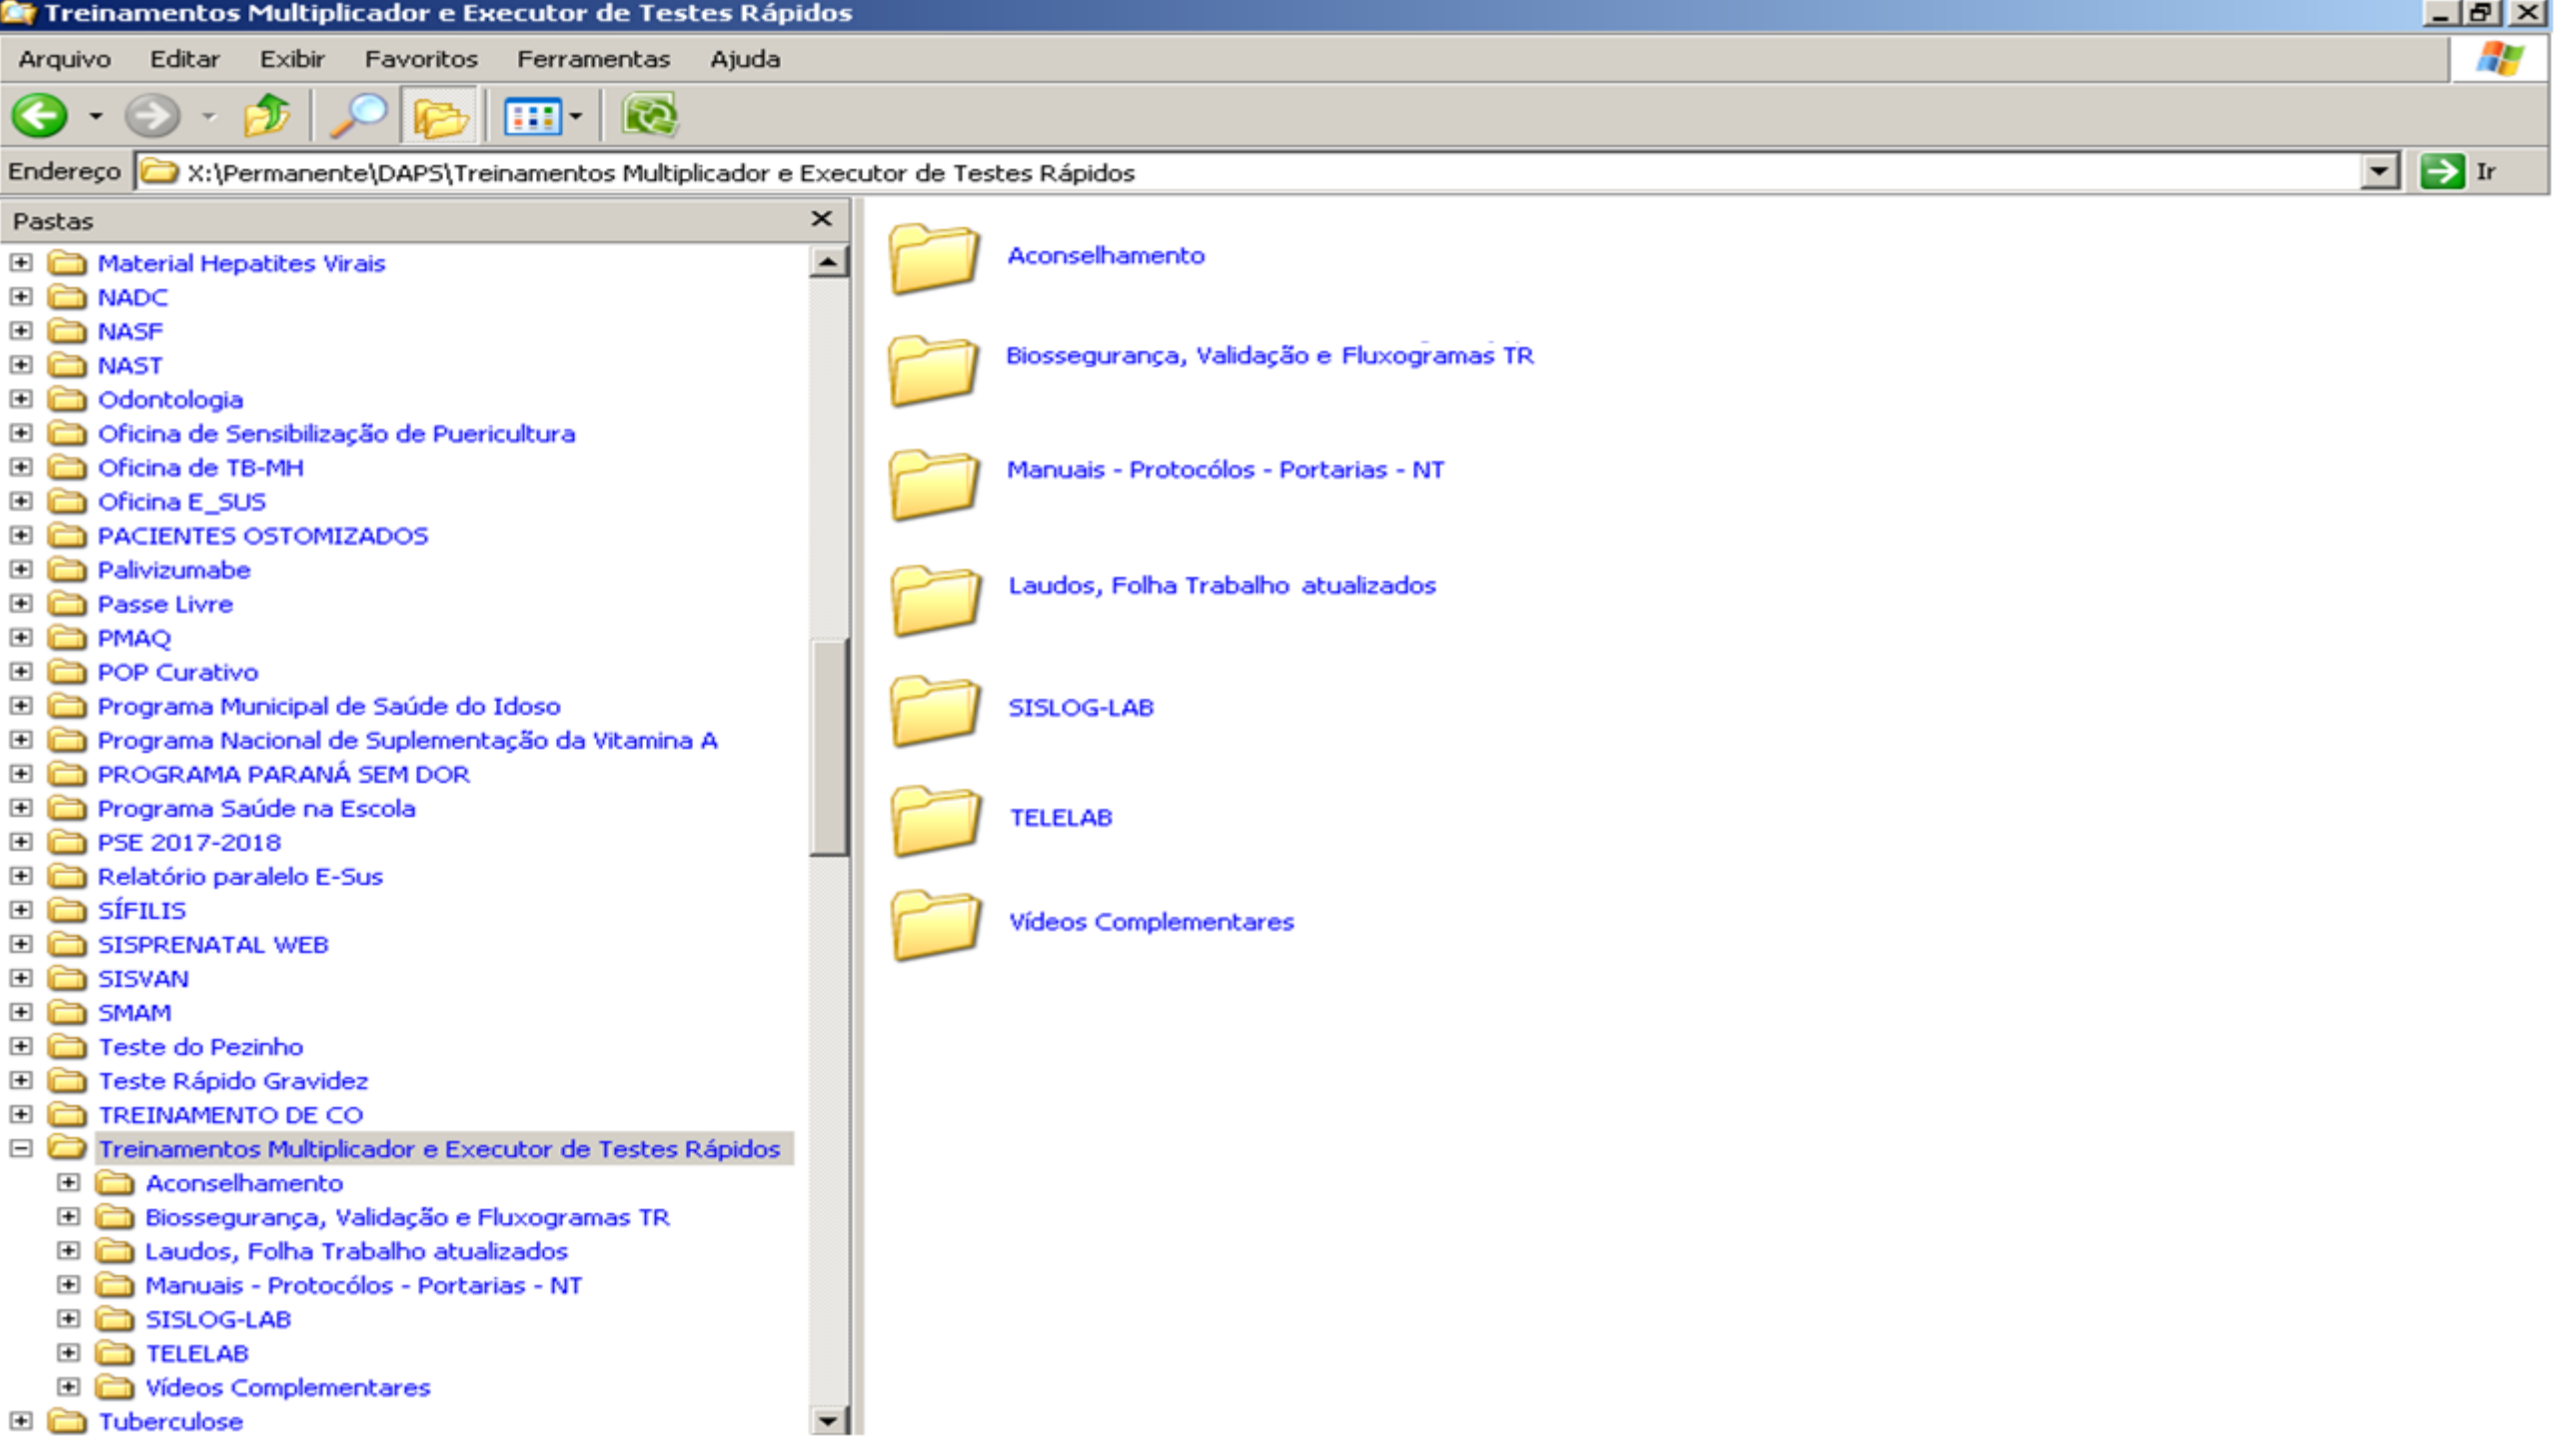 Treinamentos Multiplicador e Executor de Testes Rápidos
Arquivo Editar Exibir Favoritos Ferramentas Ajuda
Endereço X:\Permanente\DAPS\Treinamentos Multiplicador e Executor de Testes Rápidos Ir
Pastas
Material Hepatites Virais
NADC
NASF
NAST
Odontologia
Oficina de Sensibilização de Puericultura
Oficina de TB-MH
Oficina E_SUS
PACIENTES OSTOMIZADOS
Palivizumabe
Passe Livre
PMAQ
POP Curativo
Programa Municipal de Saúde do Idoso
Programa Nacional de Suplementação da Vitamina A
PROGRAMA PARANÁ SEM DOR
Programa Saúde na Escola
PSE 2017-2018
Relatório paralelo E-Sus
SÍFILIS
SISPRENATAL WEB
SISVAN
SMAM
Teste do Pezinho
Teste Rápido Gravidez
TREINAMENTO DE CO
Treinamentos Multiplicador e Executor de Testes Rápidos
Aconselhamento
Biossegurança, Validação e Fluxogramas TR
Laudos, Folha Trabalho atualizados
Manuais - Protocólos - Portarias - NT
SISLOG-LAB
TELELAB
Vídeos Complementares
Tuberculose
Aconselhamento
Biossegurança, Validação e Fluxogramas TR
Manuais - Protocólos - Portarias - NT
Laudos, Folha Trabalho atualizados
SISLOG-LAB
TELELAB
Vídeos Complementares